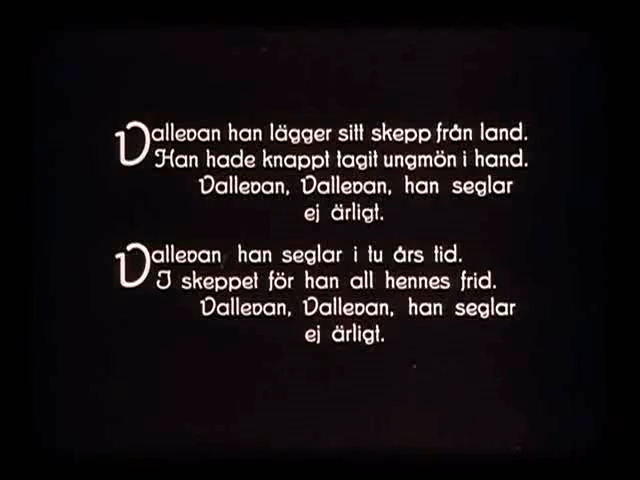 Vallevan han lägger sitt skepp från land.
Han hade knappt tagit ungmön i hand.
Vallevan, Vallevan, han seglar
ej ärligt.
Vallevan han seglar i tu års tid.
I skeppet för han all hennes frid.
Vallevan, Vallevan, han seglar
ej ärligt.